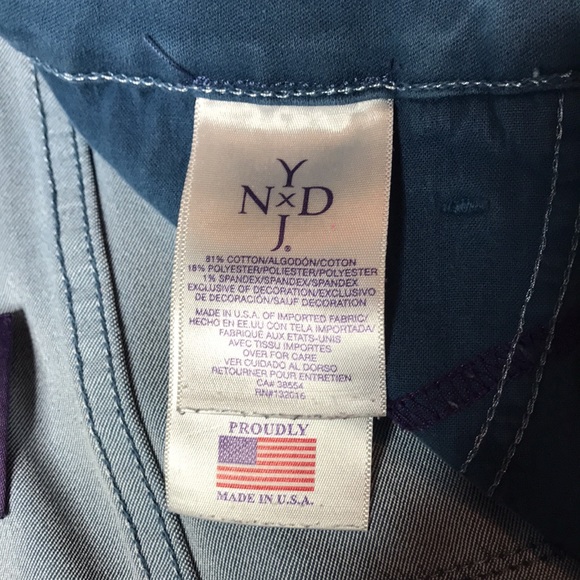 Y
N×D
J®
81% COTTON/ALGODÓN/COTON
18% POLYESTER/POLIESTER/POLYESTER
1% SPANDEX/SPANDEX/SPANDEX
EXCLUSIVE OF DECORATION/EXCLUSIVO
DE DECORACIÓN/SAUF DECORATION
MADE IN U.S.A. OF IMPORTED FABRIC/
HECHO EN EE.UU CON TELA IMPORTADA/
FABRIQUÉ AUX ETATS-UNIS
AVEC TISSU IMPORTES
OVER FOR CARE
VER CUIDADO AL DORSO
RETOURNER POUR ENTRETIEN
CA# 38554
RN#132016
PROUDLY
MADE IN U.S.A.